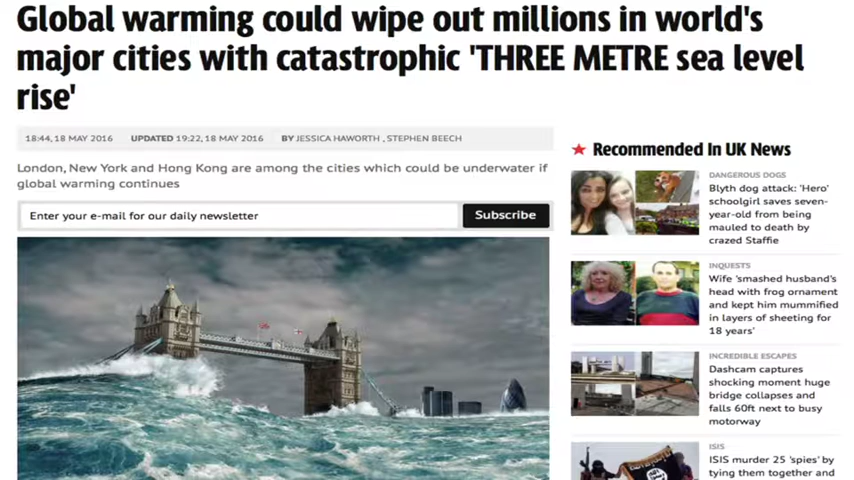 Global warming could wipe out millions in world's
major cities with catastrophic 'THREE METRE sea level
rise'
18:44, 18 MAY 2016 UPDATED 19:22, 18 MAY 2016 BY JESSICA HAWORTH , STEPHEN BEECH
London, New York and Hong Kong are among the cities which could be underwater if
global warming continues
Enter your e-mail for our daily newsletter
Subscribe
Recommended In UK News
DANGEROUS DOGS
Blyth dog attack: 'Hero'
schoolgirl saves seven-
year-old from being
mauled to death by
crazed Staffie
INQUESTS
Wife 'smashed husband's
head with frog ornament
and kept him mummified
in layers of sheeting for
18 years'
INCREDIBLE ESCAPES
Dashcam captures
shocking moment huge
bridge collapses and
falls 60ft next to busy
motorway
ISIS
ISIS murder 25 'spies' by
tying them together and